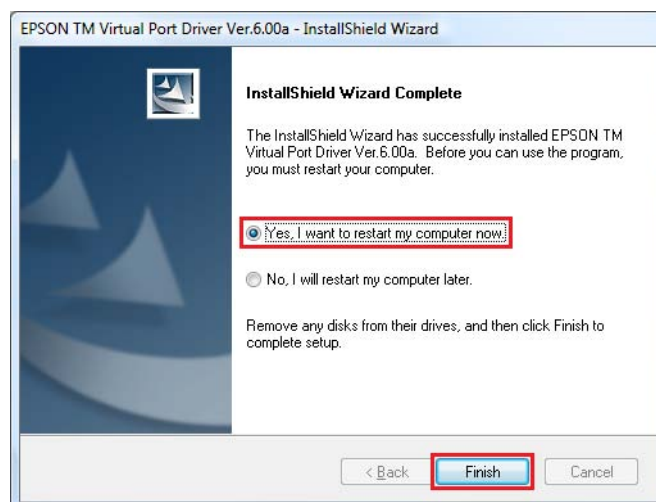 EPSON TM Virtual Port Driver Ver.6.00a - InstallShield Wizard
InstallShield Wizard Complete
The InstallShield Wizard has successfully installed EPSON TM
Virtual Port Driver Ver.6.00a. Before you can use the program,
you must restart your computer.
Yes, I want to restart my computer now.
No, I will restart my computer later.
Remove any disks from their drives, and then click Finish to
complete setup.
< Back
Finish
Cancel